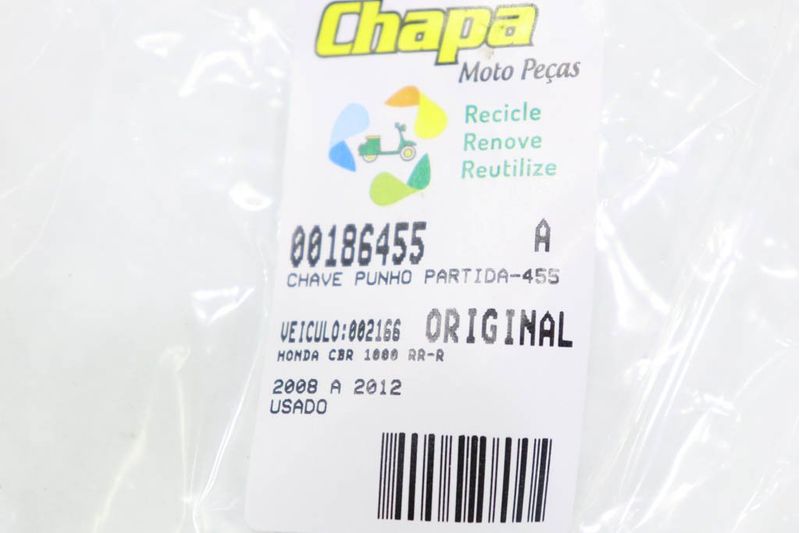 Chapa
Moto Peças
Recicle
Renove
Reutilize
00186455 A
CHAVE PUNHO PARTIDA-455
VEICULO:002166 ORIGINAL
HONDA CBR 1000 RR-R
2008 A 2012
USADO